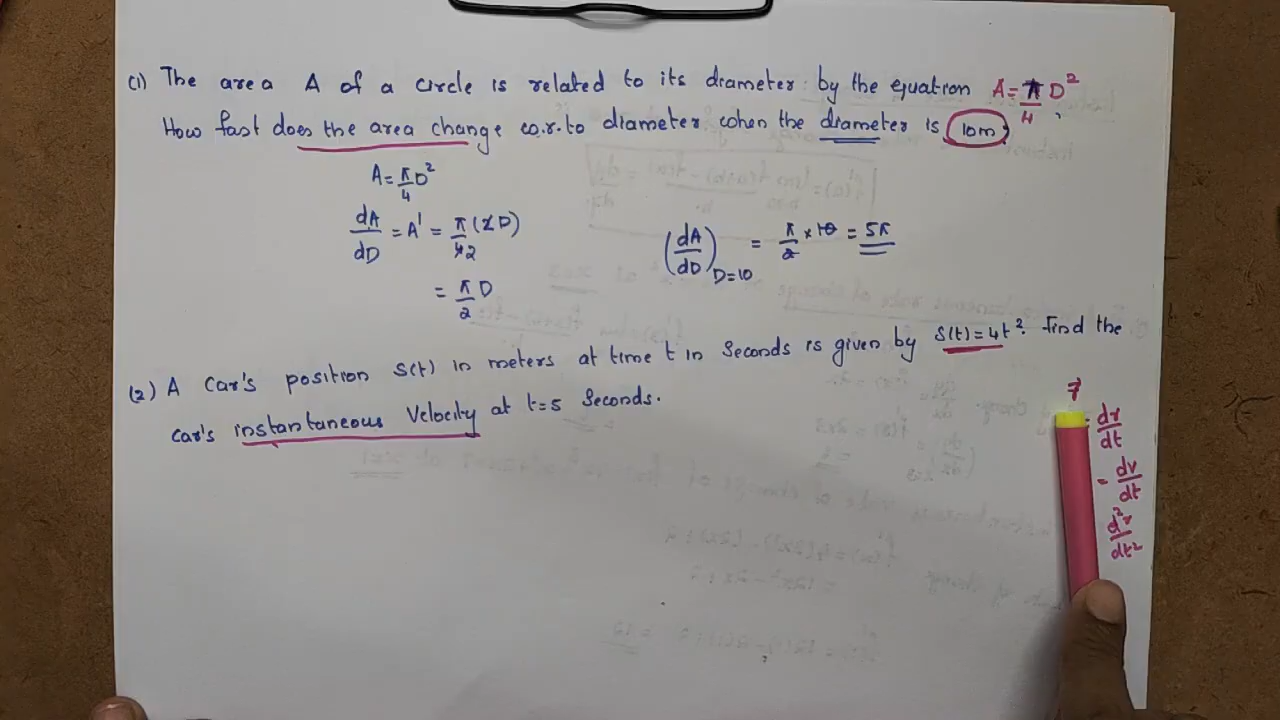 (1) The area A of a circle is related to its diameter by the equation A = π/4 D²
How fast does the area change w.r.to diameter when the diameter is 10m.
A = π/4 D²
dA/dD = A' = π/42 (2D)
= π/2 D
(dA/dD) D=10 = π/2 × 10 = 5π
(2) A Car's position S(t) in meters at time t in Seconds is given by S(t) = 4t². Find the
Car's instantaneous Velocity at t=5 Seconds.
= dr/dt
= dv/dt
d²r/dt²